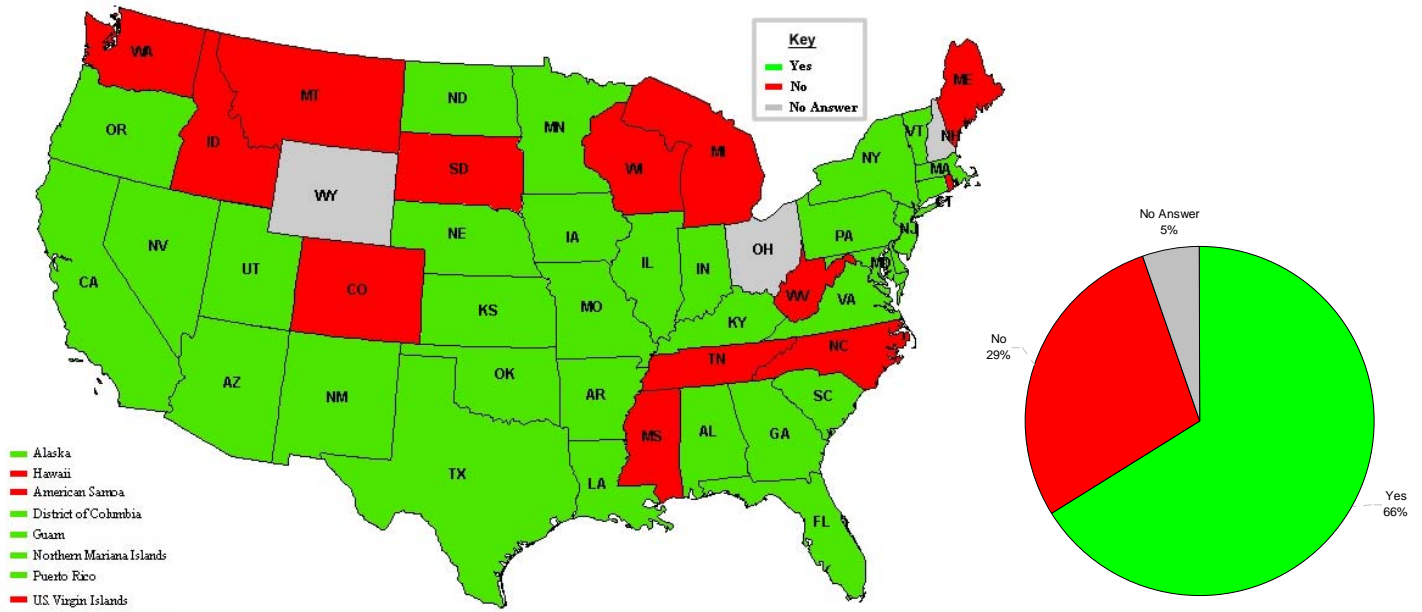 Key
Yes
No
No Answer
WA
MT
ND
MN
ME
OR
ID
SD
WI
MI
NY
VT
NH
MA
CT
WY
NE
IA
OH
PA
NJ
NV
UT
CO
IL
IN
MD
CA
KS
MO
WV
VA
KY
AZ
NM
OK
AR
TN
NC
SC
TX
LA
MS
AL
GA
FL
Alaska
Hawaii
American Samoa
District of Columbia
Guam
Northern Mariana Islands
Puerto Rico
U.S. Virgin Islands
No Answer
5%
No
29%
Yes
66%